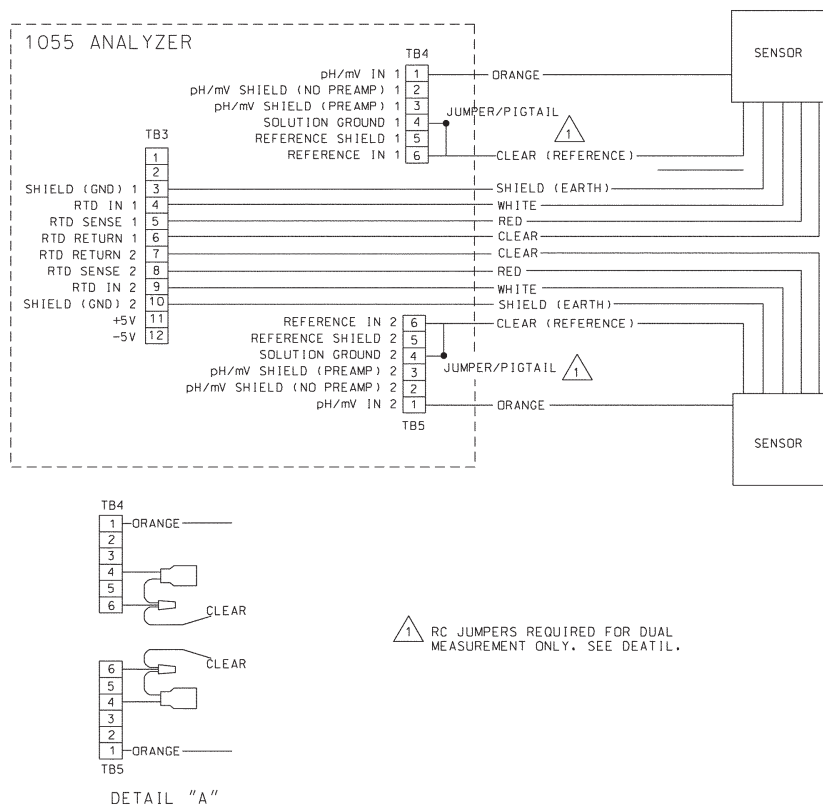 1055 ANALYZER
TB4
SENSOR
pH/mV IN 1 1 ORANGE
pH/mV SHIELD (NO PREAMP) 1 2
pH/mV SHIELD (PREAMP) 1 3
JUMPER/PIGTAIL
SOLUTION GROUND 1 4
1
REFERENCE SHIELD 1 5
REFERENCE IN 1 6 CLEAR (REFERENCE)
TB3
1
2
SHIELD (GND) 1 3 SHIELD (EARTH)
RTD IN 1 4 WHITE
RTD SENSE 1 5 RED
RTD RETURN 1 6 CLEAR
RTD RETURN 2 7 CLEAR
RTD SENSE 2 8 RED
RTD IN 2 9 WHITE
SHIELD (GND) 2 10 SHIELD (EARTH)
+5V 11
-5V 12
REFERENCE IN 2 6 CLEAR (REFERENCE)
REFERENCE SHIELD 2 5
SOLUTION GROUND 2 4
JUMPER/PIGTAIL 1
pH/mV SHIELD (PREAMP) 2 3
pH/mV SHIELD (NO PREAMP) 2 2
pH/mV IN 2 1 ORANGE
TB5
SENSOR
TB4
1 ORANGE
2
3
4
5
6
CLEAR
1 RC JUMPERS REQUIRED FOR DUAL
MEASUREMENT ONLY. SEE DEATIL.
CLEAR
6
5
4
3
2
1 ORANGE
TB5
DETAIL "A"